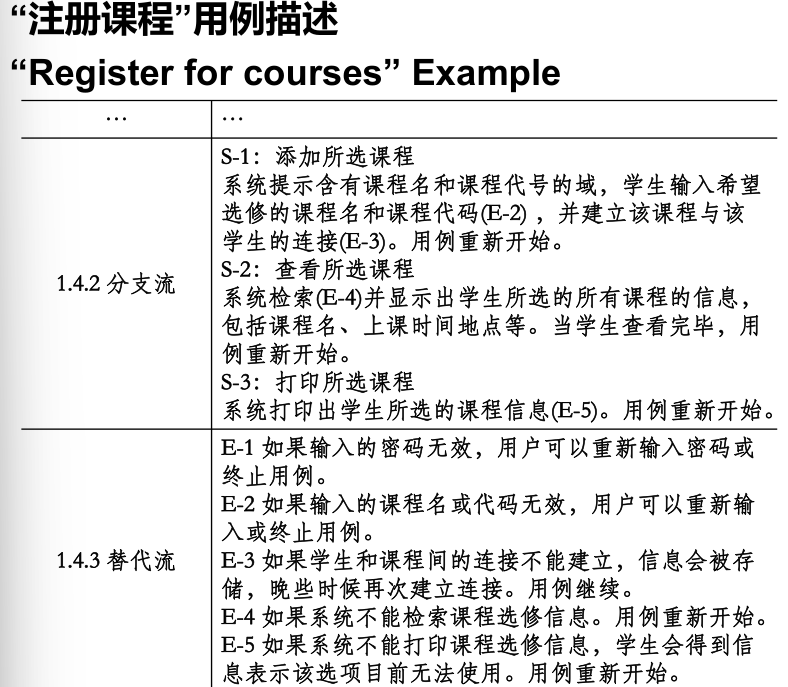 “注册课程”用例描述
“Register for courses” Example
… …
S-1：添加所选课程
系统提示含有课程名和课程代号的域，学生输入希望
选修的课程名和课程代码(E-2)，并建立该课程与该
学生的连接(E-3)。用例重新开始。
S-2：查看所选课程
1.4.2 分支流
系统检索(E-4)并显示出学生所选的所有课程的信息，
包括课程名、上课时间地点等。当学生查看完毕，用
例重新开始。
S-3：打印所选课程
系统打印出学生所选的课程信息(E-5)。用例重新开始。
E-1 如果输入的密码无效，用户可以重新输入密码或
终止用例。
E-2 如果输入的课程名或代码无效，用户可以重新输
入或终止用例。
1.4.3 替代流
E-3 如果学生和课程间的连接不能建立，信息会被存
储，晚些时候再次建立连接。用例继续。
E-4 如果系统不能检索课程选修信息。用例重新开始。
E-5 如果系统不能打印课程选修信息，学生会得到信
息表示该选项目前无法使用。用例重新开始。